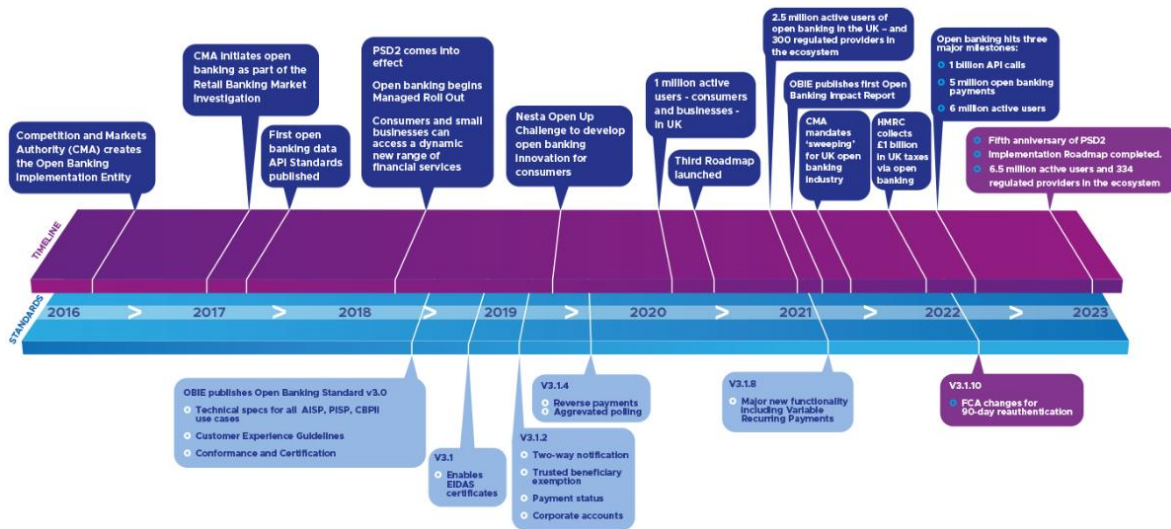 Competition and Markets
Authority (CMA) creates
the Open Banking
Implementation Entity
CMA initiates open
banking as part of the
Retail Banking Market
Investigation
First open
banking data
API Standards
published
PSD2 comes into
effect
Open banking begins
Managed Roll Out
Consumers and small
businesses can
access a dynamic
new range of
financial services
Nesta Open Up
Challenge to develop
open banking
Innovation for
consumers
1 million active
users - consumers
and businesses -
in UK
Third Roadmap
launched
2.5 million active users of
open banking in the UK – and
300 regulated providers in
the ecosystem
OBIE publishes first Open
Banking Impact Report
CMA
mandates
‘sweeping’
for UK open
banking
Industry
HMRC
collects
£1 billion
in UK taxes
via open
banking
Open banking hits three
major milestones:
1 billion API calls
5 million open banking
payments
6 million active users
Fifth anniversary of PSD2
Implementation Roadmap completed.
6.5 million active users and 334
regulated providers in the ecosystem
TIMELINE
STANDARDS
2016 > 2017 > 2018 > 2019 > 2020 > 2021 > 2022 > 2023
OBIE publishes Open Banking Standard v3.0
Technical specs for all AISP, PISP, CBPII
use cases
Customer Experience Guidelines
Conformance and Certification
V3.1
Enables
EIDAS
certificates
V3.1.2
Two-way notification
Trusted beneficiary
exemption
Payment status
Corporate accounts
V3.1.4
Reverse payments
Aggrevated polling
V3.1.8
Major new functionality
including Variable
Recurring Payments
V3.1.10
FCA changes for
90-day reauthentication